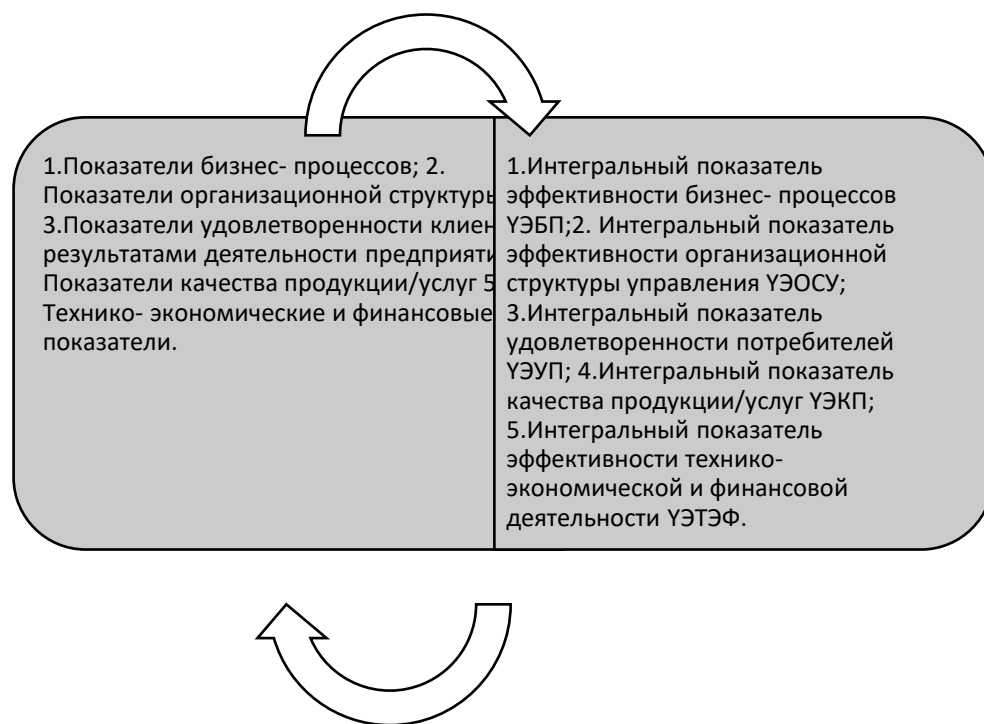 1.Показатели бизнес- процессов; 2.
Показатели организационной структуры
3.Показатели удовлетворенности
результатами деятельности
Показатели качества продукции/услуг
Технико- экономические и финансовые
показатели.
1.Интегральный показатель
эффективности бизнес- процессов
YЭБП;2. Интегральный показатель
эффективности организационной
структуры управления YЭОСУ;
3.Интегральный показатель
удовлетворенности потребителей
YЭУП; 4.Интегральный показатель
качества продукции/услуг YЭКП;
5.Интегральный показатель
эффективности технико-
экономической и финансовой
деятельности YЭТЭФ.